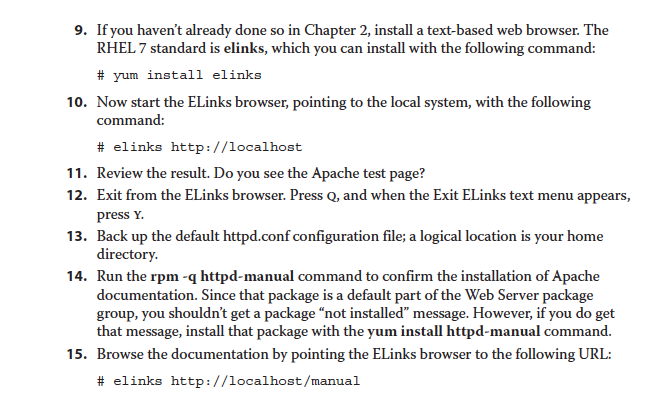 9. If you haven’t already done so in Chapter 2, install a text-based web browser. The
RHEL 7 standard is elinks, which you can install with the following command:
# yum install elinks
10. Now start the ELinks browser, pointing to the local system, with the following
command:
# elinks http://localhost
11. Review the result. Do you see the Apache test page?
12. Exit from the ELinks browser. Press Q, and when the Exit ELinks text menu appears,
press Y.
13. Back up the default httpd.conf configuration file; a logical location is your home
directory.
14. Run the rpm -q httpd-manual command to confirm the installation of Apache
documentation. Since that package is a default part of the Web Server package
group, you shouldn’t get a package “not installed” message. However, if you do get
that message, install that package with the yum install httpd-manual command.
15. Browse the documentation by pointing the ELinks browser to the following URL:
# elinks http://localhost/manual